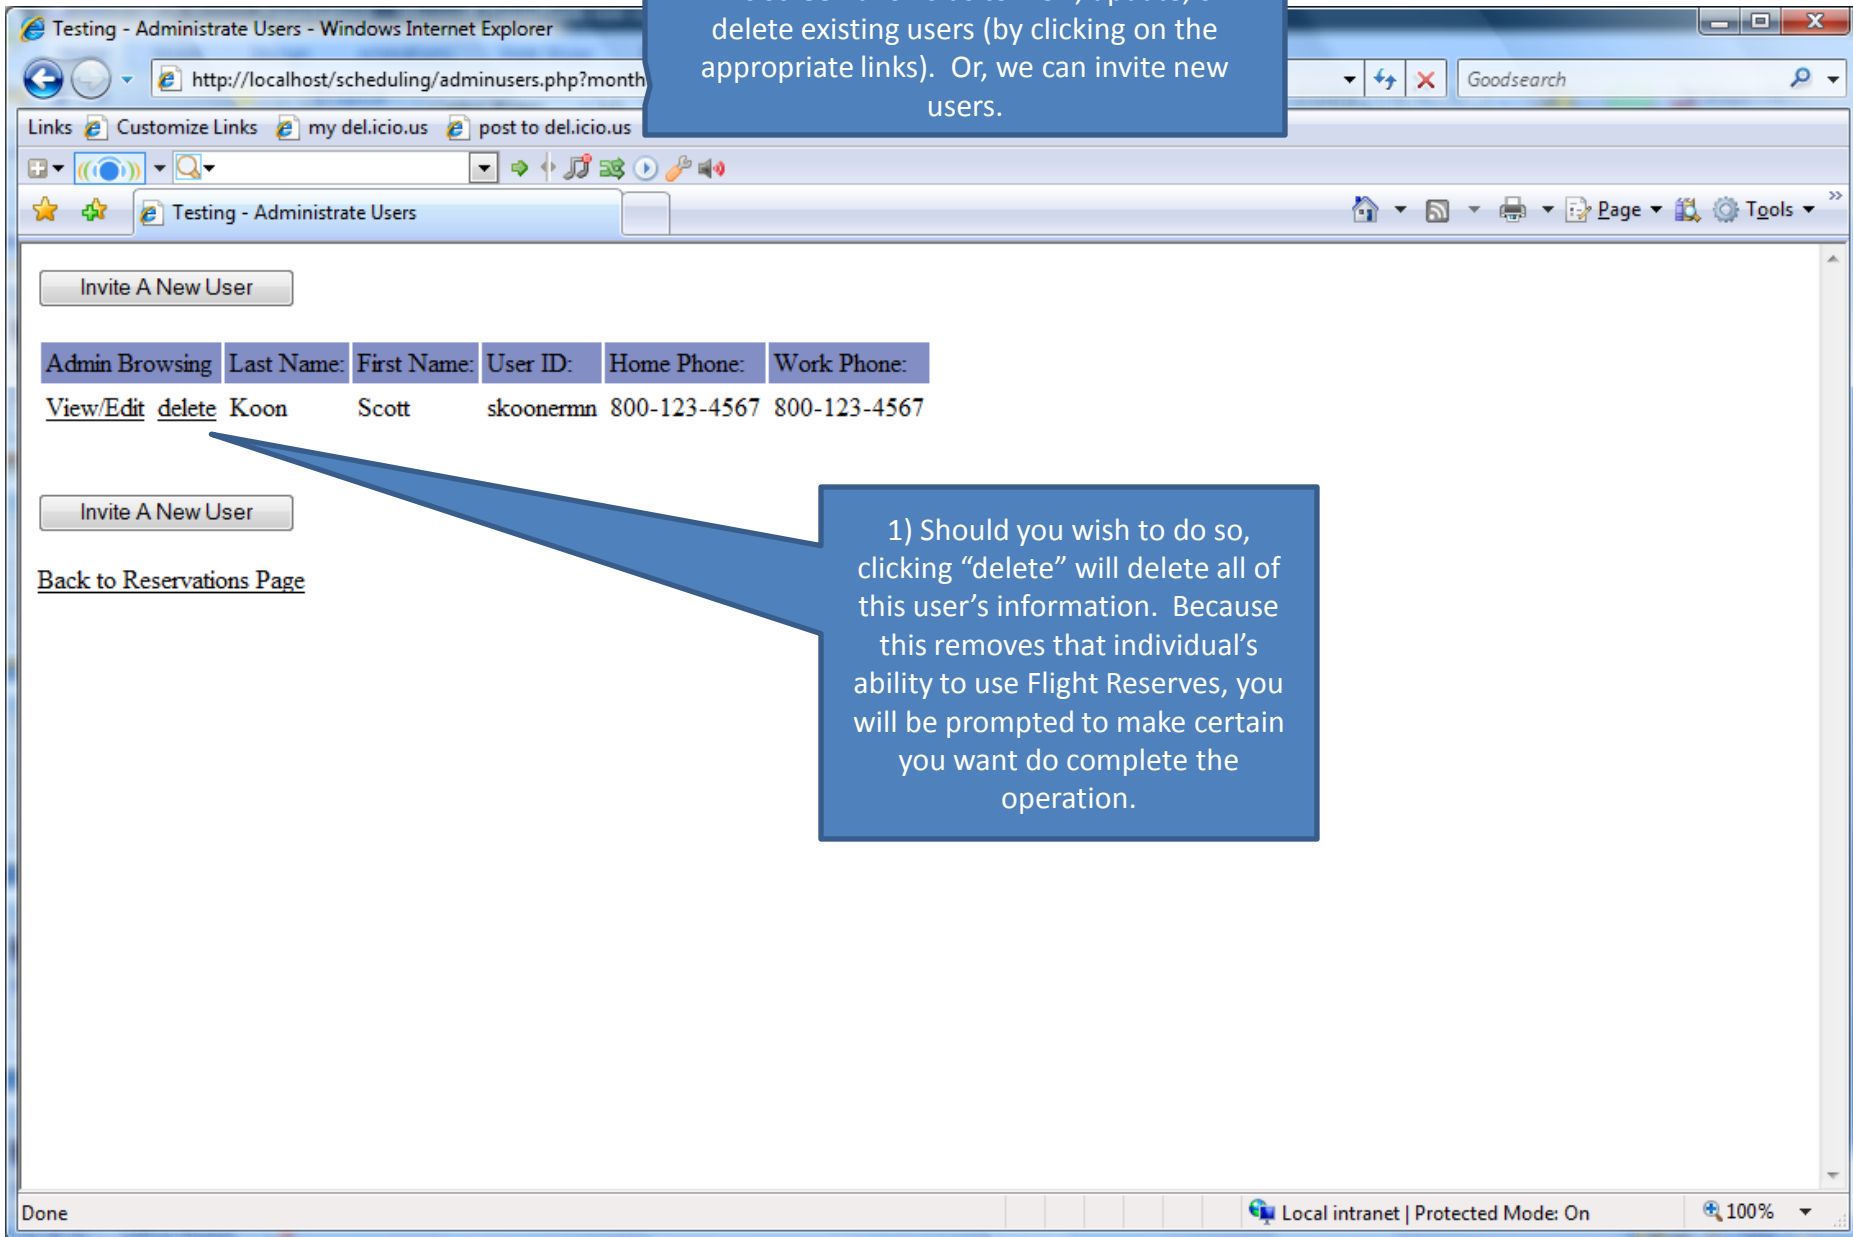 Testing - Administrate Users - Windows Internet Explorer
delete existing users (by clicking on the
appropriate links). Or, we can invite new
users.
http://localhost/scheduling/adminusers.php?month
Goodsearch
Links Customize Links my del.icio.us post to del.icio.us
Testing - Administrate Users
Page Tools
Invite A New User
Admin Browsing Last Name: First Name: User ID: Home Phone: Work Phone:
View/Edit delete Koon Scott skoonermn 800-123-4567 800-123-4567
Invite A New User
Back to Reservations Page
1) Should you wish to do so,
clicking “delete” will delete all of
this user’s information. Because
this removes that individual’s
ability to use Flight Reserves, you
will be prompted to make certain
you want do complete the
operation.
Done
Local intranet | Protected Mode: On
100%